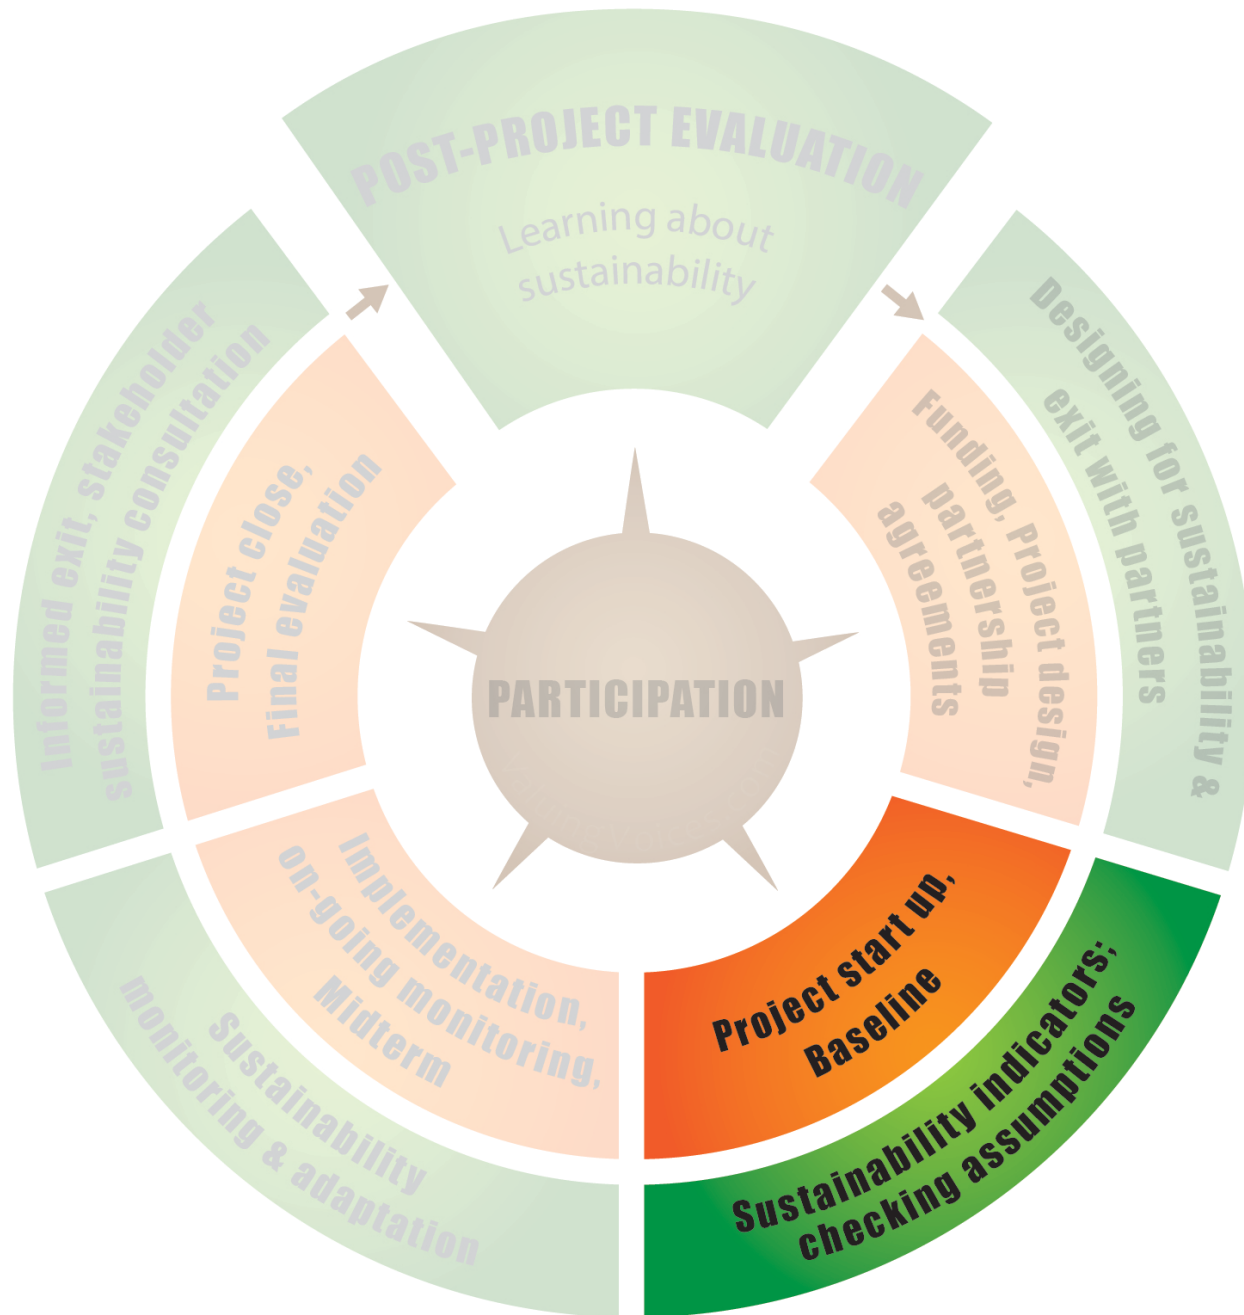 POST-PROJECT EVALUATION
Learning about
sustainability
Designing for sustainability &
exit with partners
Funding, Project design,
partnership
agreements
Project start up,
Baseline
Sustainability indicators;
checking assumptions
Implementation,
on-going monitoring,
Midterm
Sustainability
monitoring & adaptation
Project close,
Final evaluation
Informed exit, stakeholder
sustainability consultation
PARTICIPATION